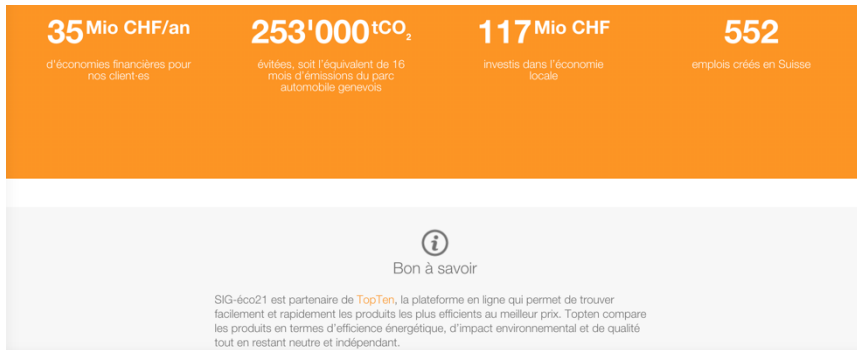 35 Mio CHF/an
d'économies financières pour
nos client·es
253'000 tCO₂
évitées, soit l'équivalent de 16
mois d'émissions du parc
automobile genevois
117 Mio CHF
investis dans l'économie
locale
552
emplois créés en Suisse
Bon à savoir
SIG-éco21 est partenaire de TopTen, la plateforme en ligne qui permet de trouver
facilement et rapidement les produits les plus efficients au meilleur prix. Topten compare
les produits en termes d'efficience énergétique, d'impact environnemental et de qualité
tout en restant neutre et indépendant.